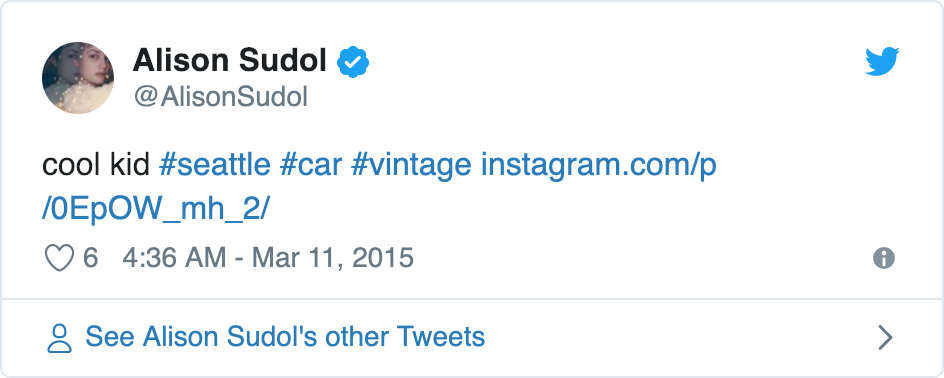 Alison Sudol
@AlisonSudol
cool kid #seattle #car #vintage instagram.com/p
/0EpOW_mh_2/
6 4:36 AM - Mar 11, 2015
See Alison Sudol's other Tweets